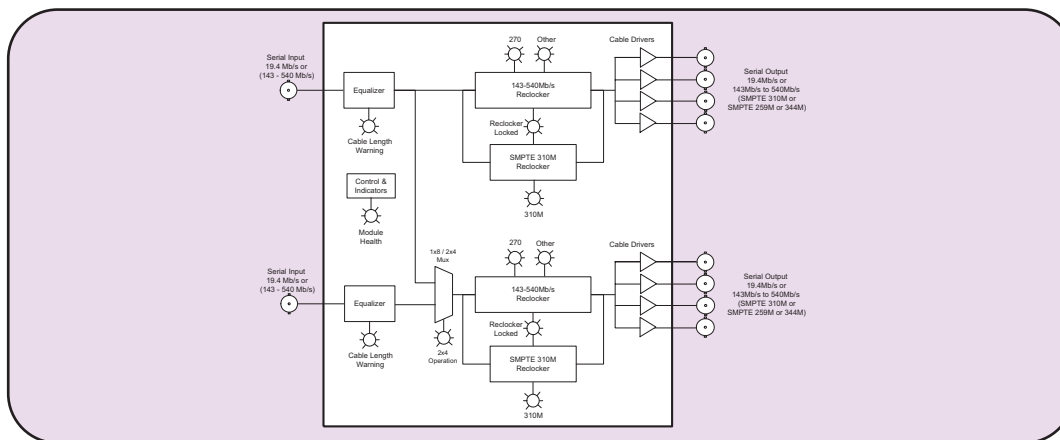 270
Other
Cable Drivers
Serial Input
19.4 Mb/s or
(143 - 540 Mb/s)
Equalizer
143-540Mb/s
Reclocker
Serial Output
19.4Mb/s or
143Mb/s to 540Mb/s
(SMPTE 310M or
SMPTE 259M or 344M)
Cable Length
Warning
Reclocker
Locked
SMPTE 310M
Reclocker
Control &
Indicators
310M
Module
Health
1x8 / 2x4
Mux
270
Other
Cable Drivers
Serial Input
19.4 Mb/s or
(143 - 540 Mb/s)
Equalizer
143-540Mb/s
Reclocker
Serial Output
19.4Mb/s or
143Mb/s to 540Mb/s
(SMPTE 310M or
SMPTE 259M or 344M)
Cable Length
Warning
2x4
Operation
Reclocker
Locked
SMPTE 310M
Reclocker
310M